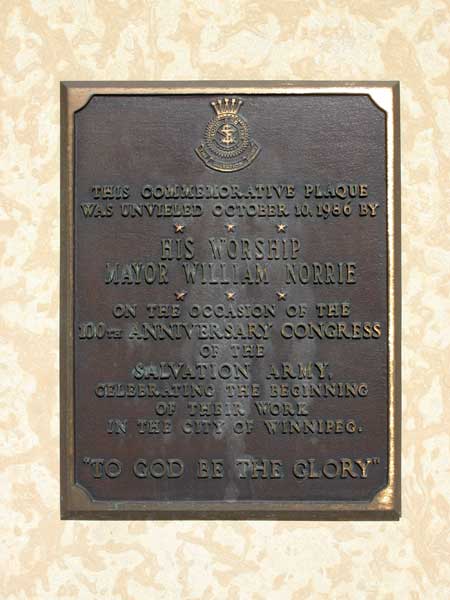 THIS COMMEMORATIVE PLAQUE
WAS UNVIELED OCTOBER 10, 1986 BY
HIS WORSHIP
MAYOR WILLIAM NORRIE
ON THE OCCASION OF THE
100TH ANNIVERSARY CONGRESS
OF THE
SALVATION ARMY,
CELEBRATING THE BEGINNING
OF THEIR WORK
IN THE CITY OF WINNIPEG.
"TO GOD BE THE GLORY"